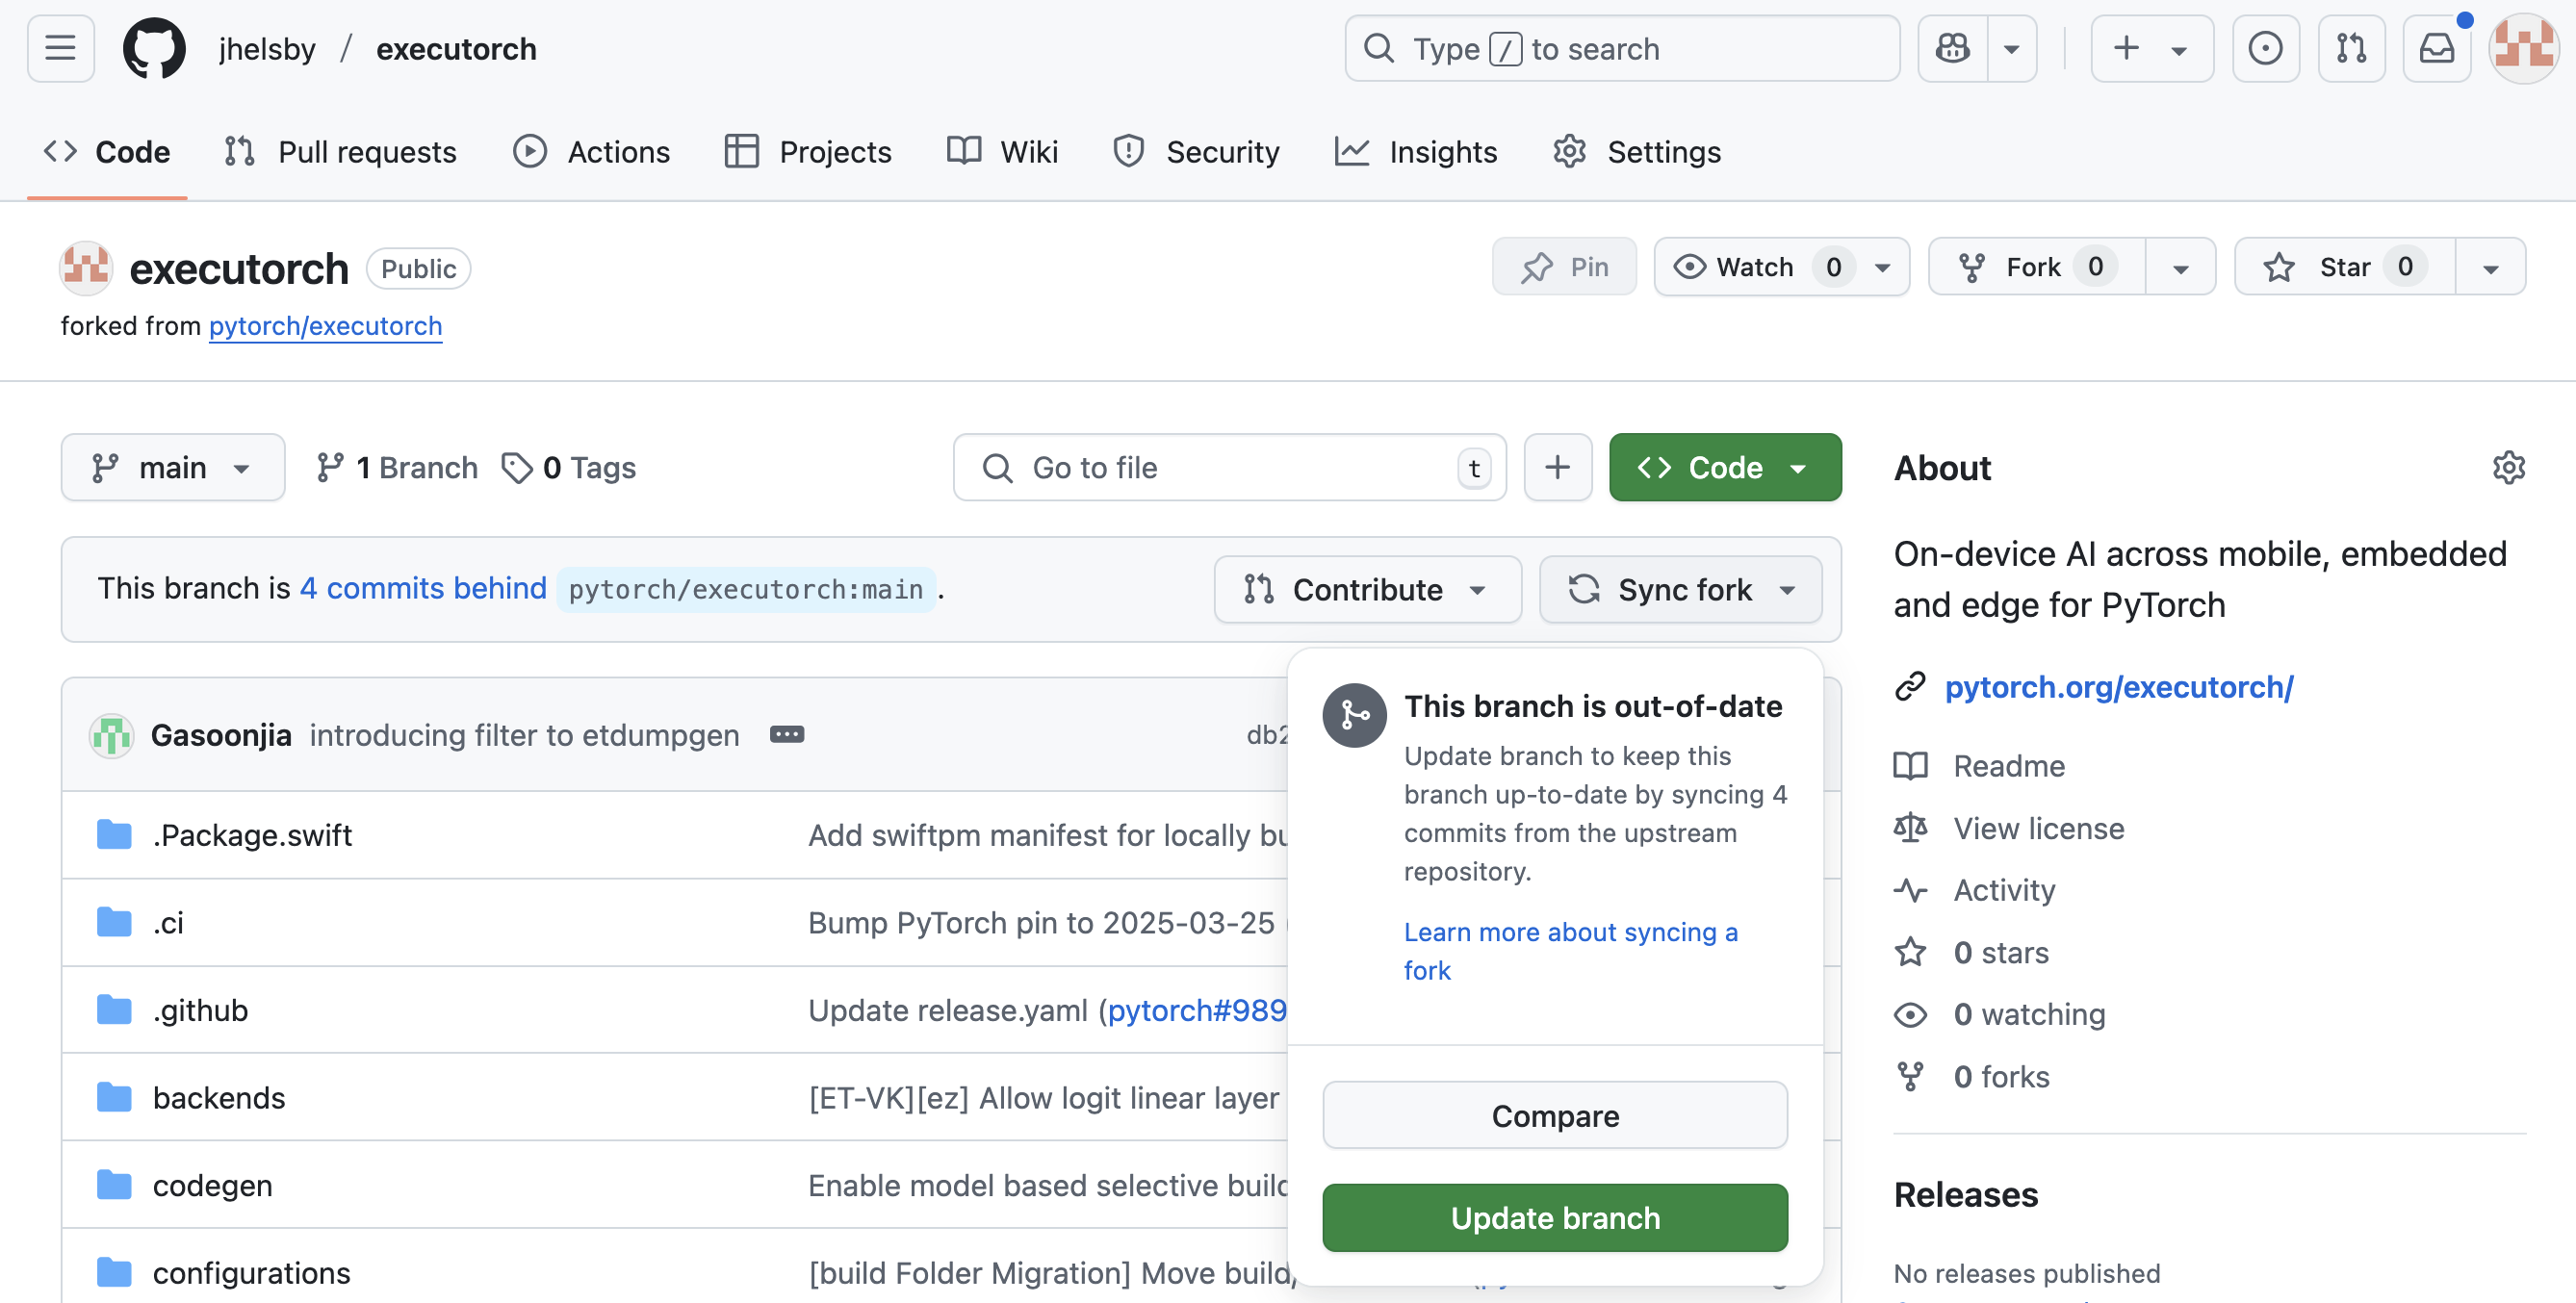 jhelsby / executorch
Type / to search
Code
Pull requests
Actions
Projects
Wiki
Security
Insights
Settings
executorch Public
Pin
Watch 0
Fork 0
Star 0
forked from pytorch/executorch
main
1 Branch
0 Tags
Go to file t
Code
This branch is 4 commits behind pytorch/executorch:main.
Contribute
Sync fork
This branch is out-of-date
Update branch to keep this
branch up-to-date by syncing 4
commits from the upstream
repository.
Learn more about syncing a
fork
Compare
Update branch
Gasoonjia introducing filter to etdumpgen
.Package.swift Add swiftpm manifest for locally
.ci Bump PyTorch pin to 2025-03-25
.github Update release.yaml (pytorch#989
backends [ET-VK][ez] Allow logit linear layer
codegen Enable model based selective build
configurations [build Folder Migration] Move build/
About
On-device AI across mobile, embedded
and edge for PyTorch
pytorch.org/executorch/
Readme
View license
Activity
0 stars
0 watching
0 forks
Releases
No releases published